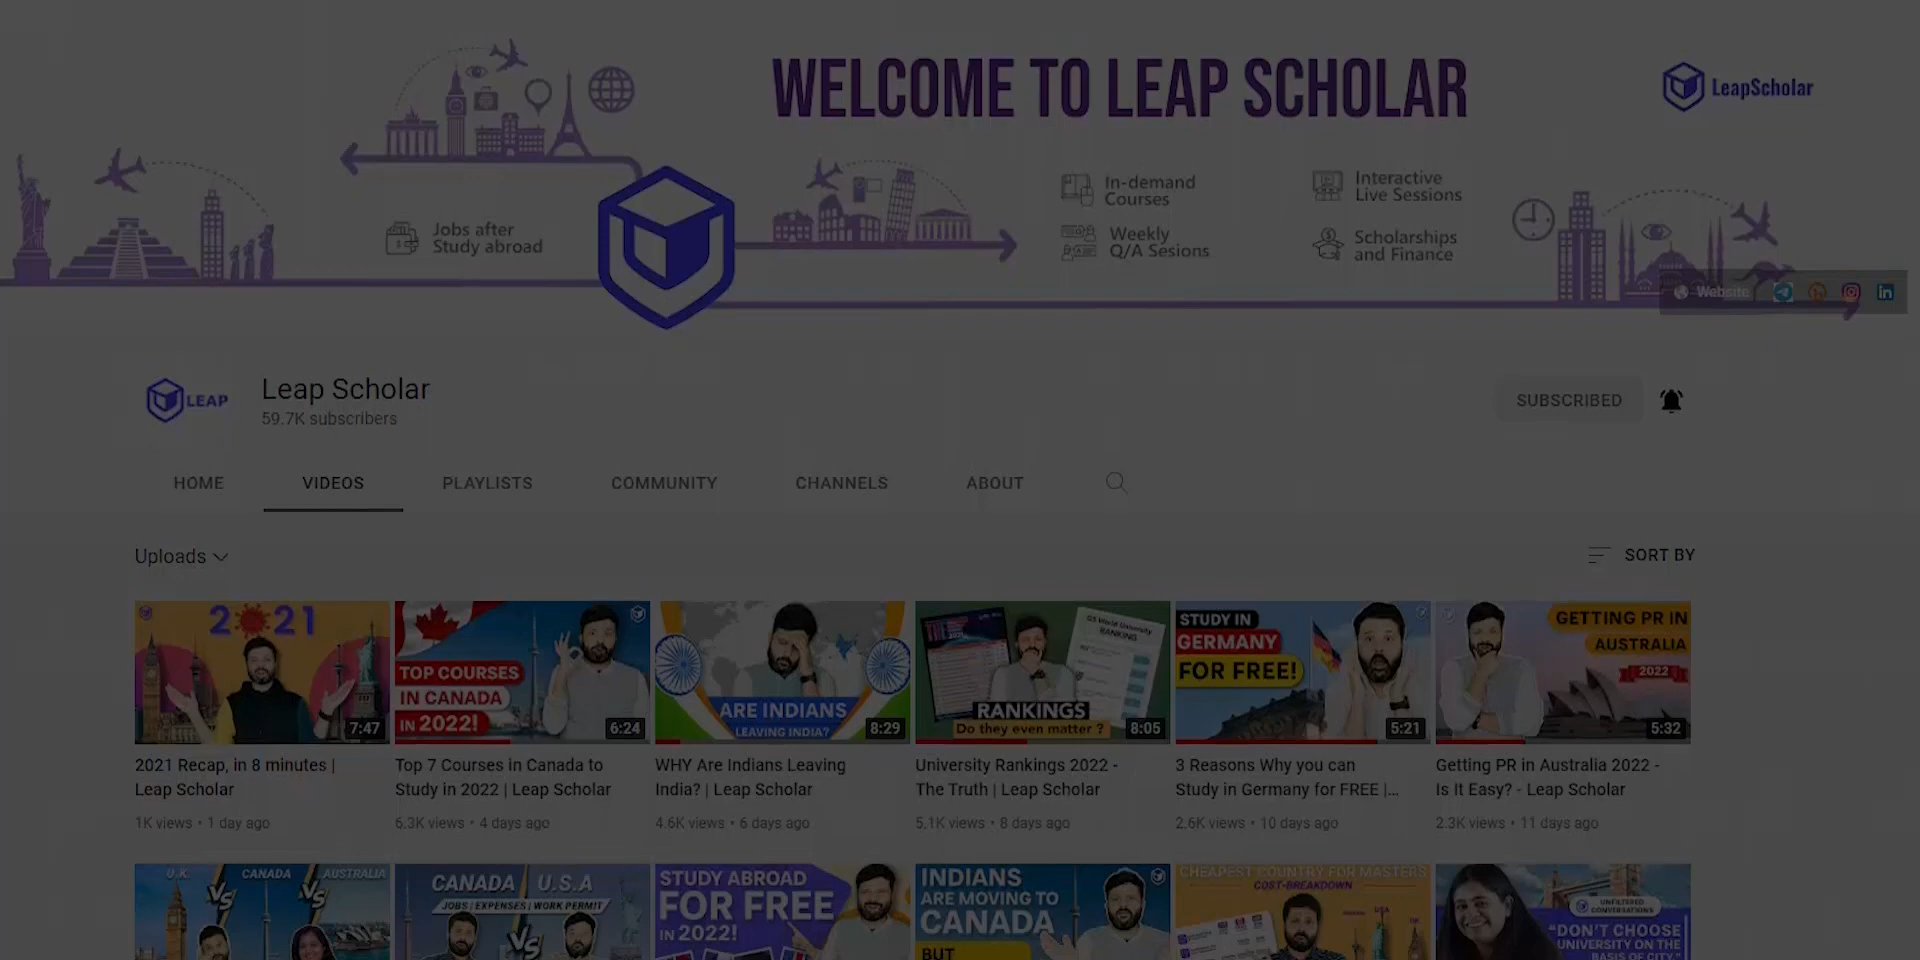 WELCOME TO LEAP SCHOLAR
LeapScholar
Jobs after
Study abroad
In-demand
Courses
Weekly
Q/A Sesions
Interactive
Live Sessions
Scholarships
and Finance
Website
LEAP
Leap Scholar
59.7K subscribers
SUBSCRIBED
HOME
VIDEOS
PLAYLISTS
COMMUNITY
CHANNELS
ABOUT
Uploads
SORT BY
2021
7:47
2021 Recap, in 8 minutes |
Leap Scholar
1K views • 1 day ago
TOP COURSES
IN CANADA
IN 2022!
6:24
Top 7 Courses in Canada to
Study in 2022 | Leap Scholar
6.3K views • 4 days ago
ARE INDIANS
LEAVING INDIA?
8:29
WHY Are Indians Leaving
India? | Leap Scholar
4.6K views • 6 days ago
QS World University
RANKING
RANKINGS
Do they even matter ?
8:05
University Rankings 2022 -
The Truth | Leap Scholar
5.1K views • 8 days ago
STUDY IN
GERMANY
FOR FREE!
5:21
3 Reasons Why you can
Study in Germany for FREE |...
2.6K views • 10 days ago
GETTING PR IN
AUSTRALIA
2022
5:32
Getting PR in Australia 2022 -
Is It Easy? - Leap Scholar
2.3K views • 11 days ago
U.K.
VS
CANADA
VS
AUSTRALIA
CANADA
U.S.A
JOBS | EXPENSES | WORK PERMIT
VS
STUDY ABROAD
FOR FREE
IN 2022!
INDIANS
ARE MOVING TO
CANADA
BUT
CHEAPEST COUNTRY FOR MASTERS
COST-BREAKDOWN
USA
UNFILTERED
CONVERSATIONS
"DON'T CHOOSE
UNIVERSITY ON THE
BASIS OF CITY."